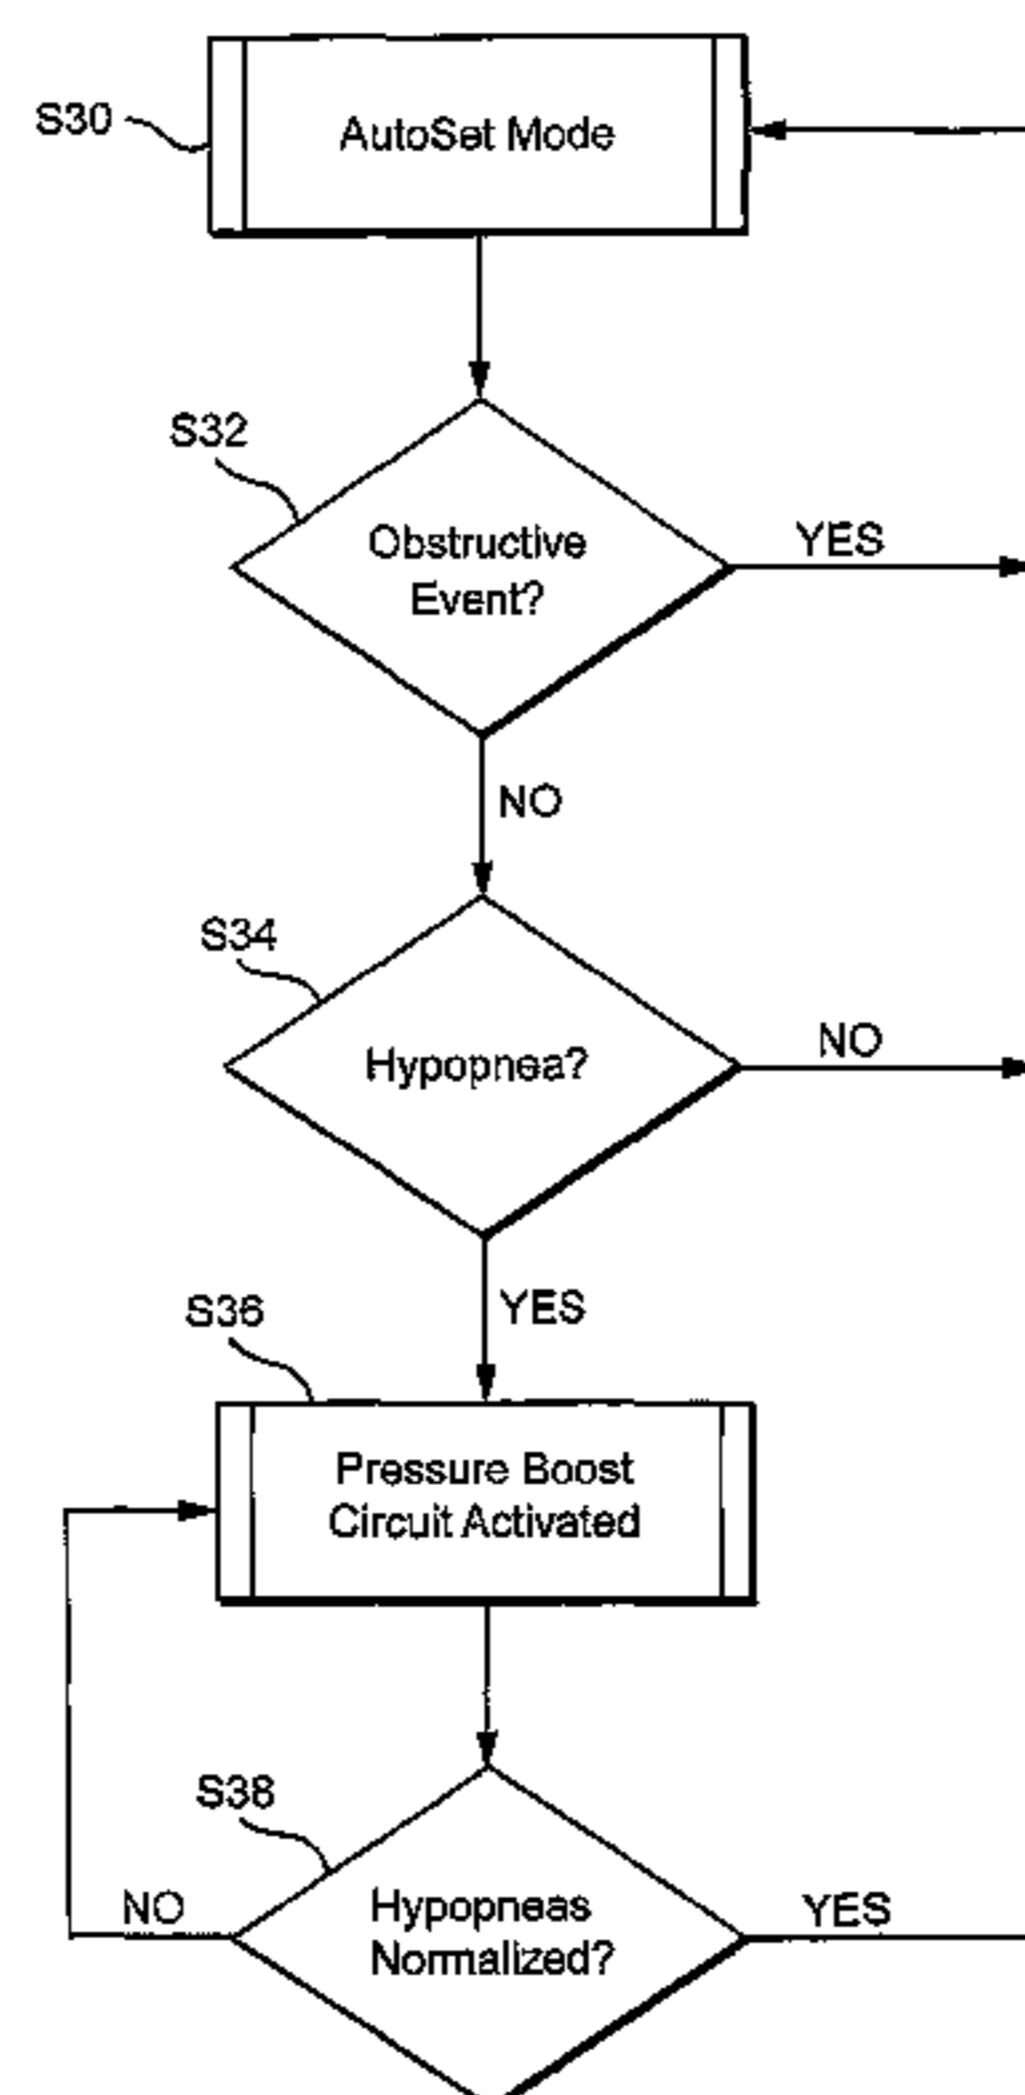 S30
AutoSet Mode
S32
Obstructive
Event?
YES
NO
S34
Hypopnea?
NO
YES
S36
Pressure Boost
Circuit Activated
S38
NO
Hypopneas
Normalized?
YES